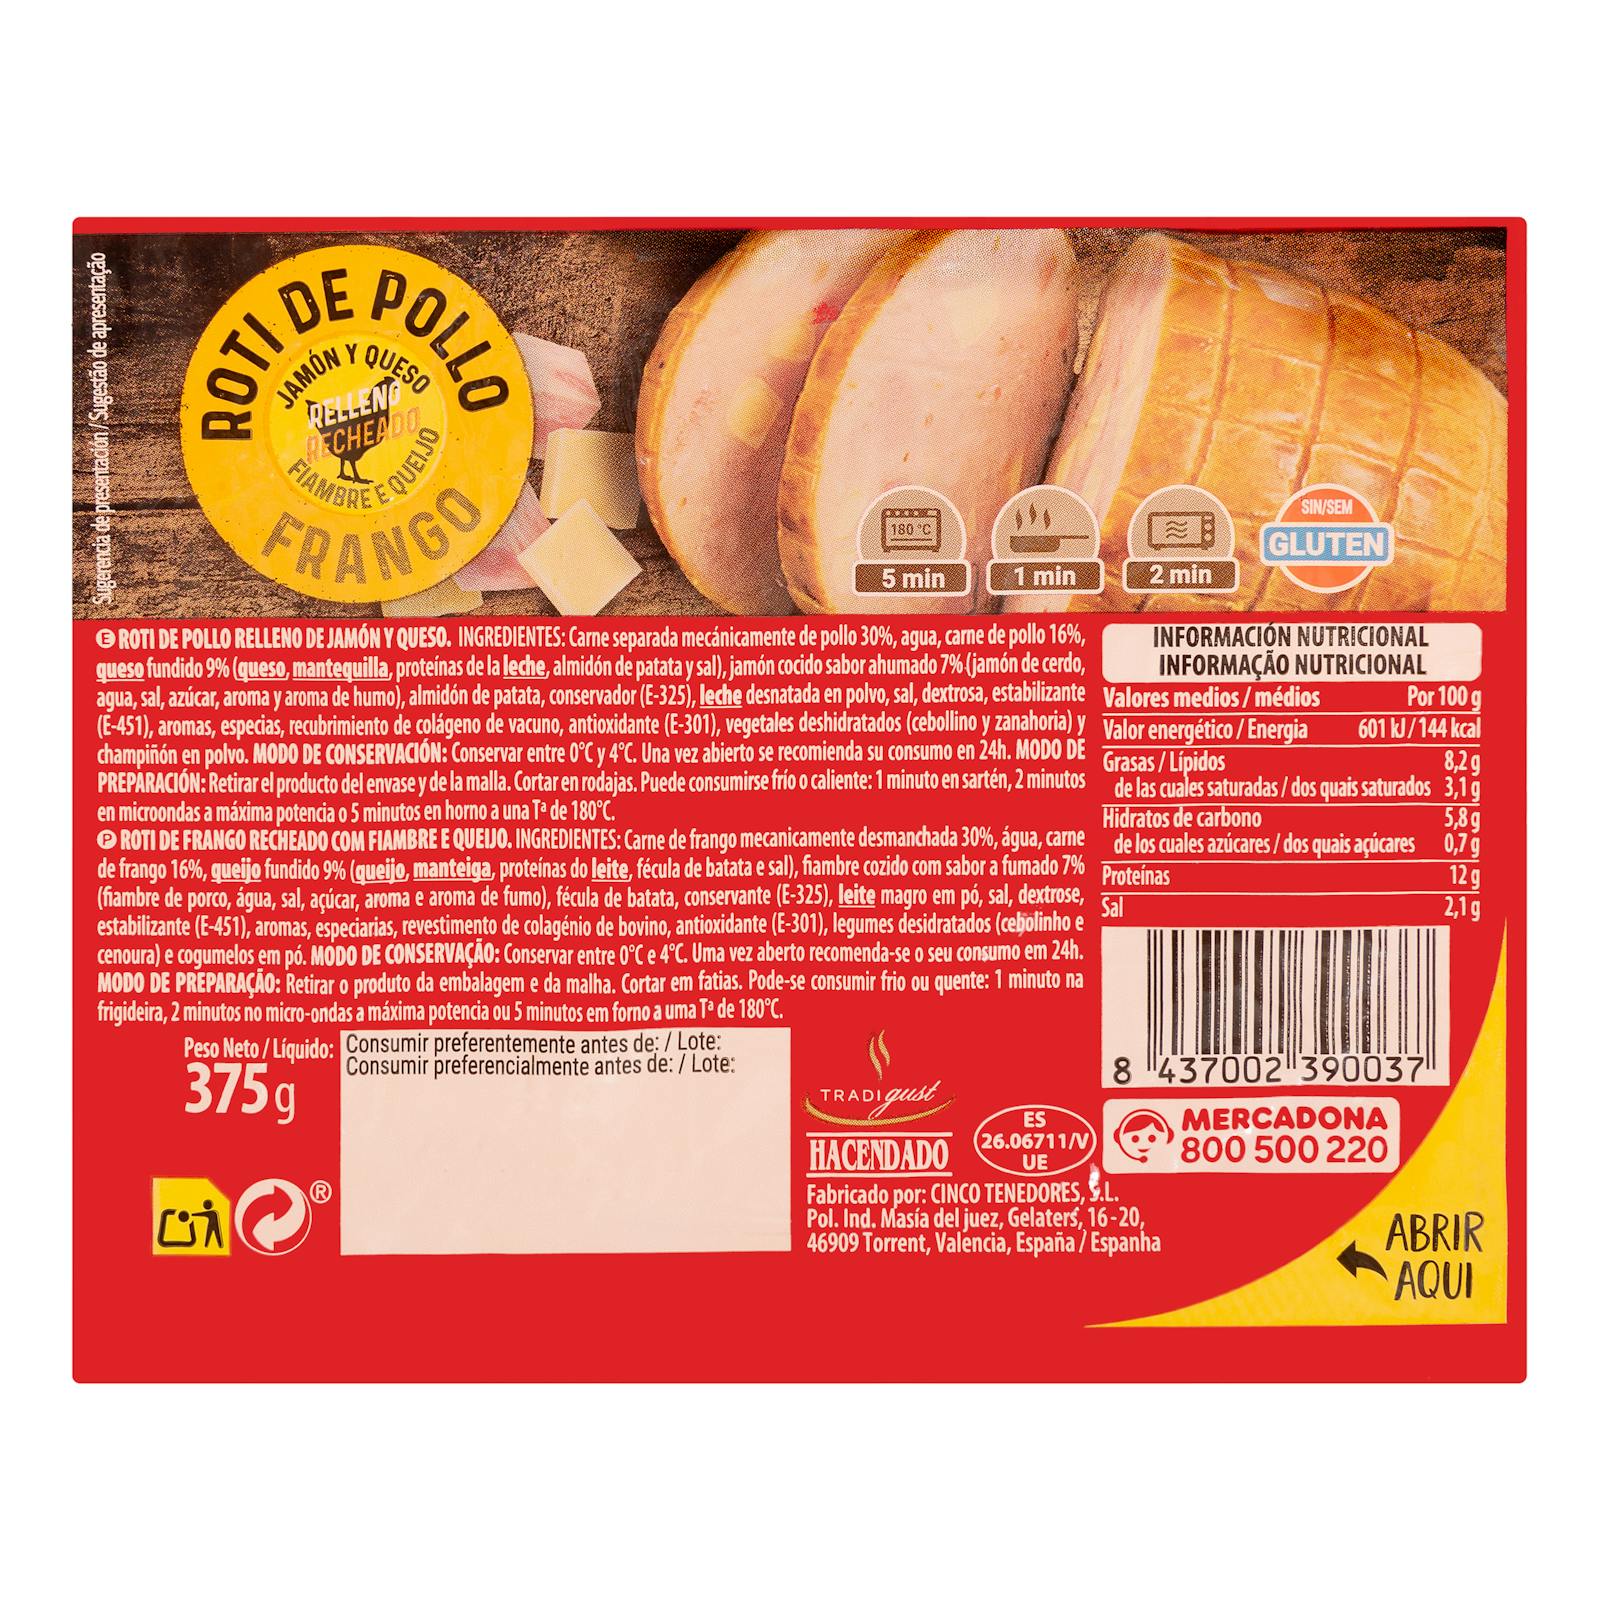 Sugerencia de presentación / Sugestão de apresentação
ROTI DE POLLO
JAMÓN Y QUESO
RELLENO
RECHEADO
FIAMBRE E QUEIJO
FRANGO
180 °C
5 min
1 min
2 min
SIN/SEM
GLUTEN
E ROTI DE POLLO RELLENO DE JAMÓN Y QUESO. INGREDIENTES: Carne separada mecánicamente de pollo 30%, agua, carne de pollo 16%,
queso fundido 9% (queso, mantequilla, proteínas de la leche, almidón de patata y sal), jamón cocido sabor ahumado 7% (jamón de cerdo,
agua, sal, azúcar, aroma y aroma de humo), almidón de patata, conservador (E-325), leche desnatada en polvo, sal, dextrosa, estabilizante
(E-451), aromas, especias, recubrimiento de colágeno de vacuno, antioxidante (E-301), vegetales deshidratados (cebollino y zanahoria) y
champiñón en polvo. MODO DE CONSERVACIÓN: Conservar entre 0°C y 4°C. Una vez abierto se recomienda su consumo en 24h. MODO DE
PREPARACIÓN: Retirar el producto del envase y de la malla. Cortar en rodajas. Puede consumirse frío o caliente: 1 minuto en sartén, 2 minutos
en microondas a máxima potencia o 5 minutos en horno a una Tª de 180°C.
P ROTI DE FRANGO RECHEADO COM FIAMBRE E QUEIJO. INGREDIENTES: Carne de frango mecanicamente desmanchada 30%, água, carne
de frango 16%, queijo fundido 9% (queijo, manteiga, proteínas do leite, fécula de batata e sal), fiambre cozido com sabor a fumado 7%
(fiambre de porco, água, sal, açúcar, aroma e aroma de fumo), fécula de batata, conservante (E-325), leite magro em pó, sal, dextrose,
estabilizante (E-451), aromas, especiarias, revestimento de colagénio de bovino, antioxidante (E-301), legumes desidratados (cebolinho e
cenoura) e cogumelos em pó. MODO DE CONSERVAÇÃO: Conservar entre 0°C e 4°C. Uma vez aberto recomenda-se o seu consumo em 24h.
MODO DE PREPARAÇÃO: Retirar o produto da embalagem e da malha. Cortar em fatias. Pode-se consumir frio ou quente: 1 minuto na
frigideira, 2 minutos no micro-ondas a máxima potencia ou 5 minutos em forno a uma Tª de 180°C.
INFORMACIÓN NUTRICIONAL
INFORMAÇÃO NUTRICIONAL
Valores medios / médios Por 100 g
Valor energético / Energia 601 kJ / 144 kcal
Grasas / Lípidos 8,2 g
de las cuales saturadas / dos quais saturados 3,1 g
Hidratos de carbono 5,8 g
de los cuales azúcares / dos quais açúcares 0,7 g
Proteínas 12 g
Sal 2,1 g
8 437002 390037
Peso Neto / Líquido:
375 g
Consumir preferentemente antes de: / Lote:
Consumir preferencialmente antes de: / Lote:
®
TRADIgust
HACENDADO
ES
26.06711/V
UE
Fabricado por: CINCO TENEDORES, S.L.
Pol. Ind. Masía del juez, Gelaters, 16-20,
46909 Torrent, Valencia, España / Espanha
MERCADONA
800 500 220
ABRIR
AQUI